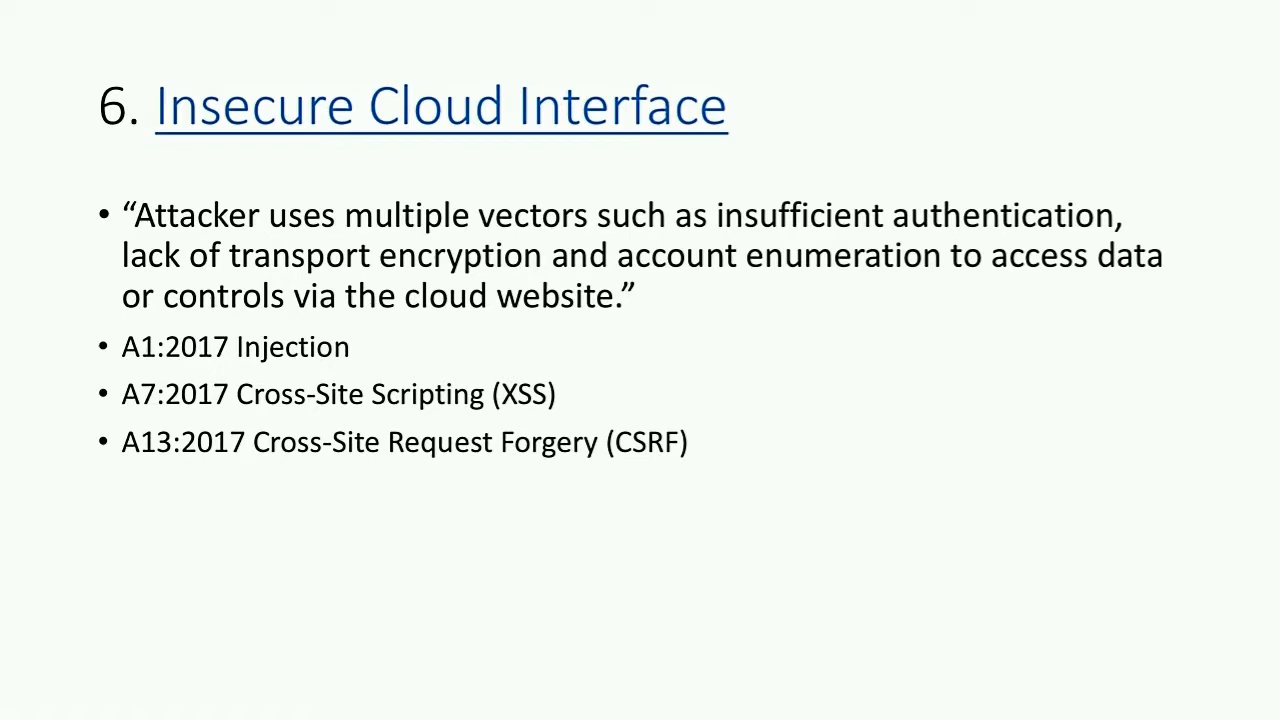 6. Insecure Cloud Interface
• “Attacker uses multiple vectors such as insufficient authentication,
lack of transport encryption and account enumeration to access data
or controls via the cloud website.”
• A1:2017 Injection
• A7:2017 Cross-Site Scripting (XSS)
• A13:2017 Cross-Site Request Forgery (CSRF)